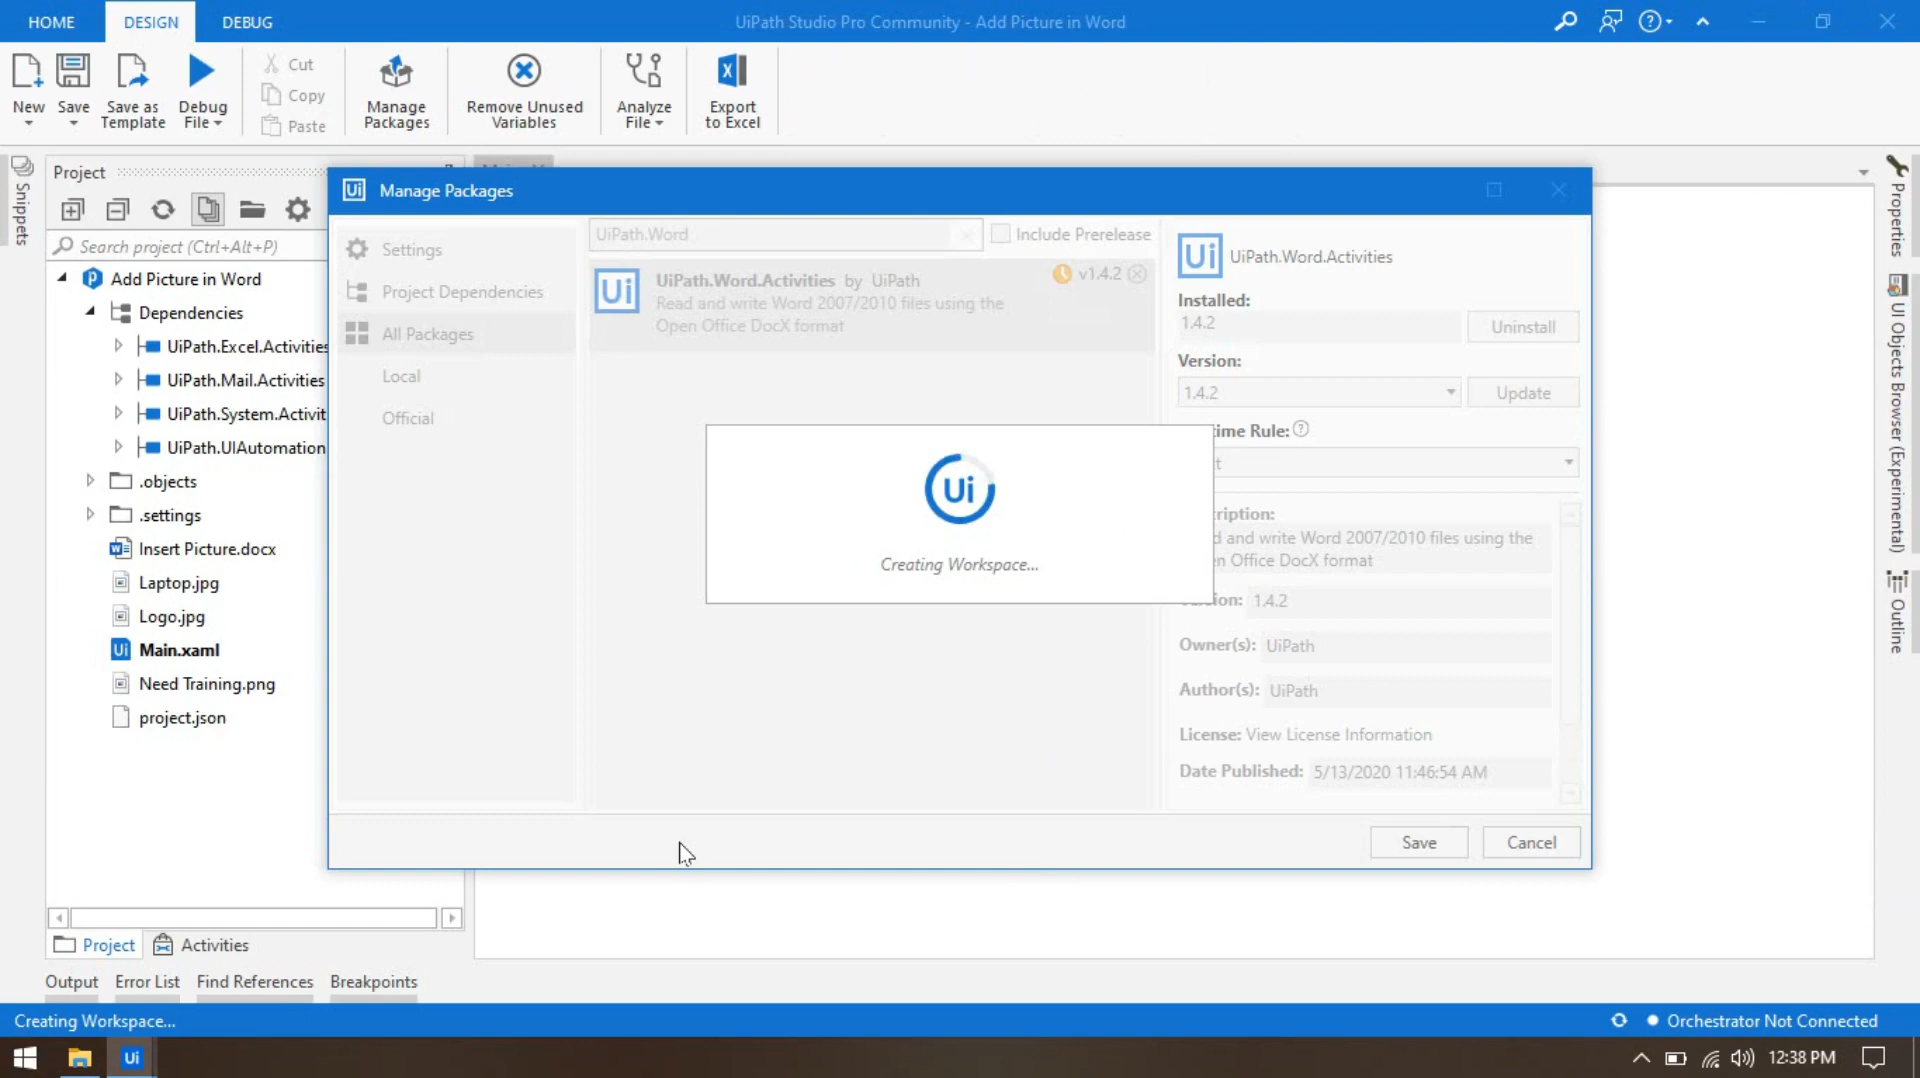 HOME
DESIGN
DEBUG
UiPath Studio Pro Community - Add Picture in Word
New
Save
Save as
Template
Debug
File
Cut
Copy
Paste
Manage
Packages
Remove Unused
Variables
Analyze
File
Export
to Excel
Snippets
Project
Search project (Ctrl+Alt+P)
Add Picture in Word
Dependencies
UiPath.Excel.Activities
UiPath.Mail.Activities
UiPath.System.Activit
UiPath.UIAutomation
.objects
.settings
Insert Picture.docx
Laptop.jpg
Logo.jpg
Main.xaml
Need Training.png
project.json
Project
Activities
Manage Packages
Settings
Project Dependencies
All Packages
Local
Official
UiPath.Word
Include Prerelease
UiPath.Word.Activities by UiPath
v1.4.2
Read and write Word 2007/2010 files using the
Open Office DocX format
Ui
Creating Workspace...
UiPath.Word.Activities
Installed:
1.4.2
Uninstall
Version:
1.4.2
Update
time Rule:
t
ription:
d and write Word 2007/2010 files using the
n Office DocX format
ion: 1.4.2
Owner(s): UiPath
Author(s): UiPath
License: View License Information
Date Published: 5/13/2020 11:46:54 AM
Save
Cancel
Properties
UI Objects Browser (Experimental)
Outline
Output
Error List
Find References
Breakpoints
Creating Workspace...
Orchestrator Not Connected
Ui
12:38 PM